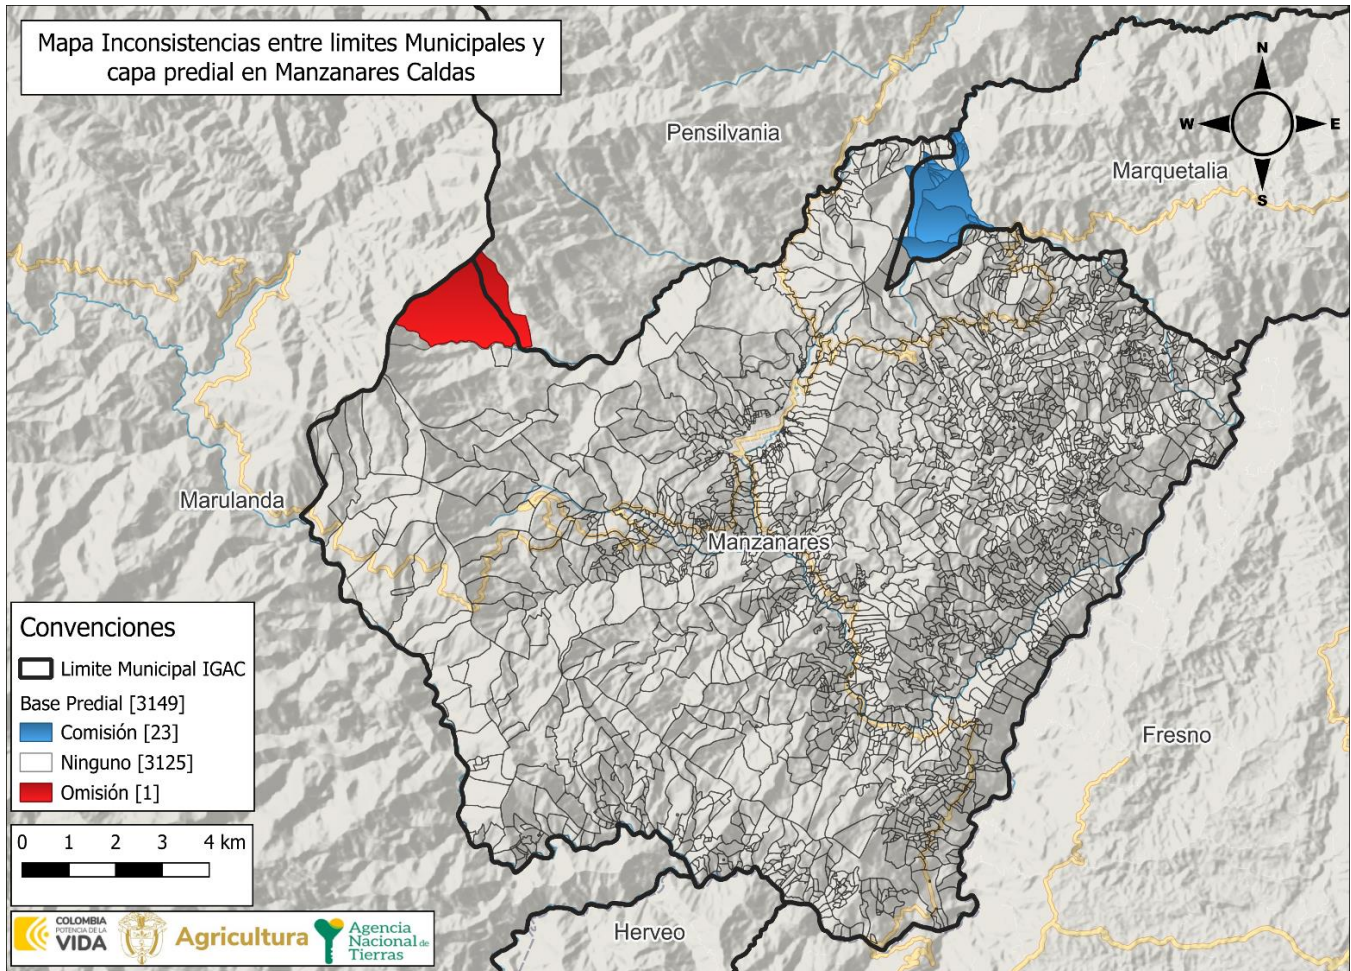 Mapa Inconsistencias entre limites Municipales y
capa predial en Manzanares Caldas
N
W
E
S
Pensilvania
Marquetalia
Marulanda
Manzanares
Fresno
Herveo
Convenciones
Limite Municipal IGAC
Base Predial [3149]
Comisión [23]
Ninguno [3125]
Omisión [1]
0 1 2 3 4 km
COLOMBIA
POTENCIA DE LA
VIDA
Agricultura
Agencia
Nacional de
Tierras